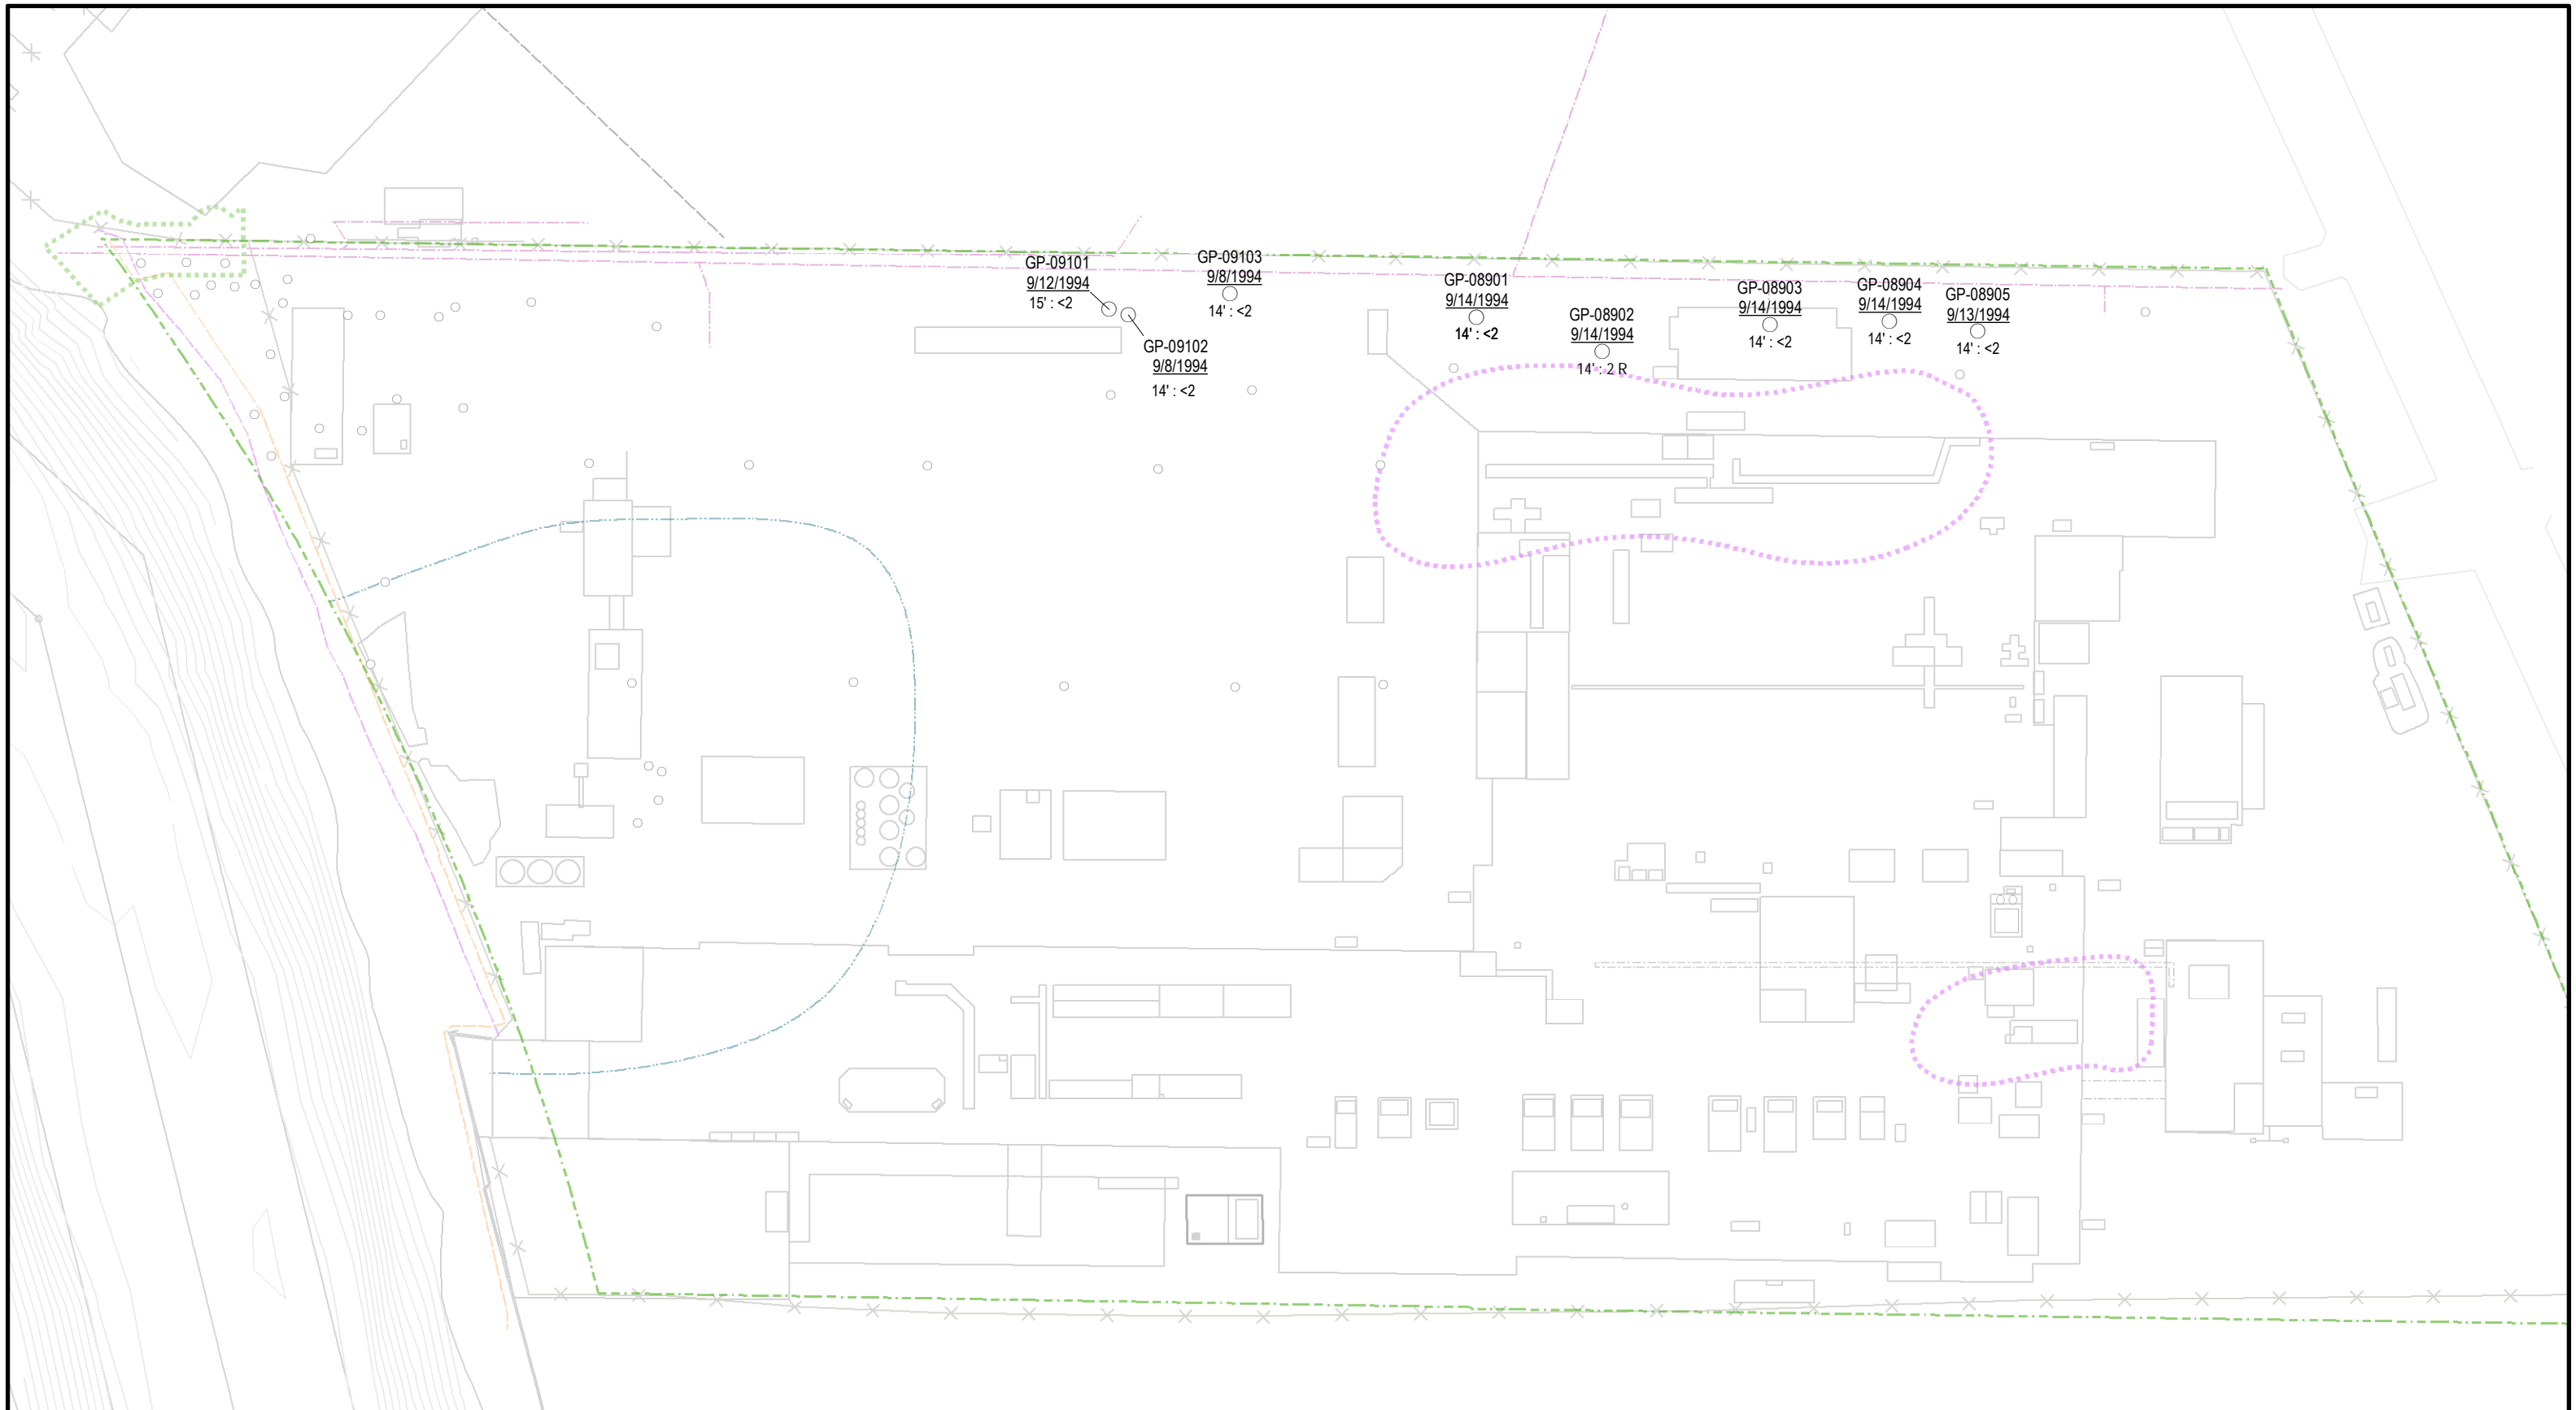 GP-09101
9/12/1994
15' : <2
GP-09102
9/8/1994
14' : <2
GP-09103
9/8/1994
14' : <2
GP-08901
9/14/1994
14' : <2
GP-08902
9/14/1994
14' : 2 R
GP-08903
9/14/1994
14' : <2
GP-08904
9/14/1994
14' : <2
GP-08905
9/13/1994
14' : <2